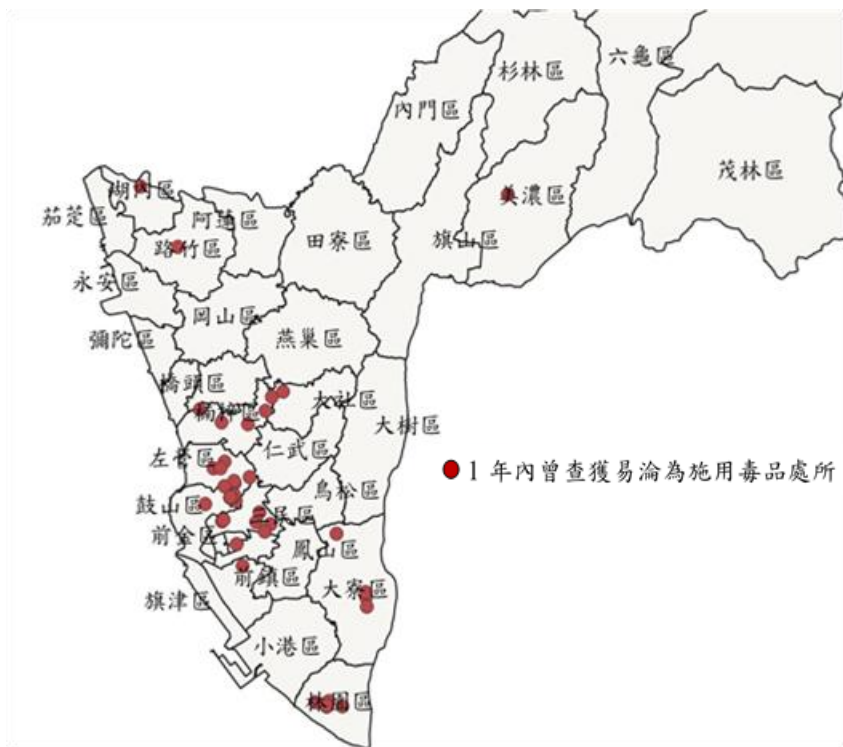 六龜區
杉林區
內門區
茂林區
湖內區
美濃區
茄萣區
阿蓮區
田寮區
旗山區
路竹區
永安區
岡山區
彌陀區
燕巢區
橋頭區
大社區
楠梓區
大樹區
仁武區
左營區
1 年內曾查獲易淪為施用毒品處所
鳥松區
鼓山區
三民區
前金區
鳳山區
前鎮區
大寮區
旗津區
小港區
林園區